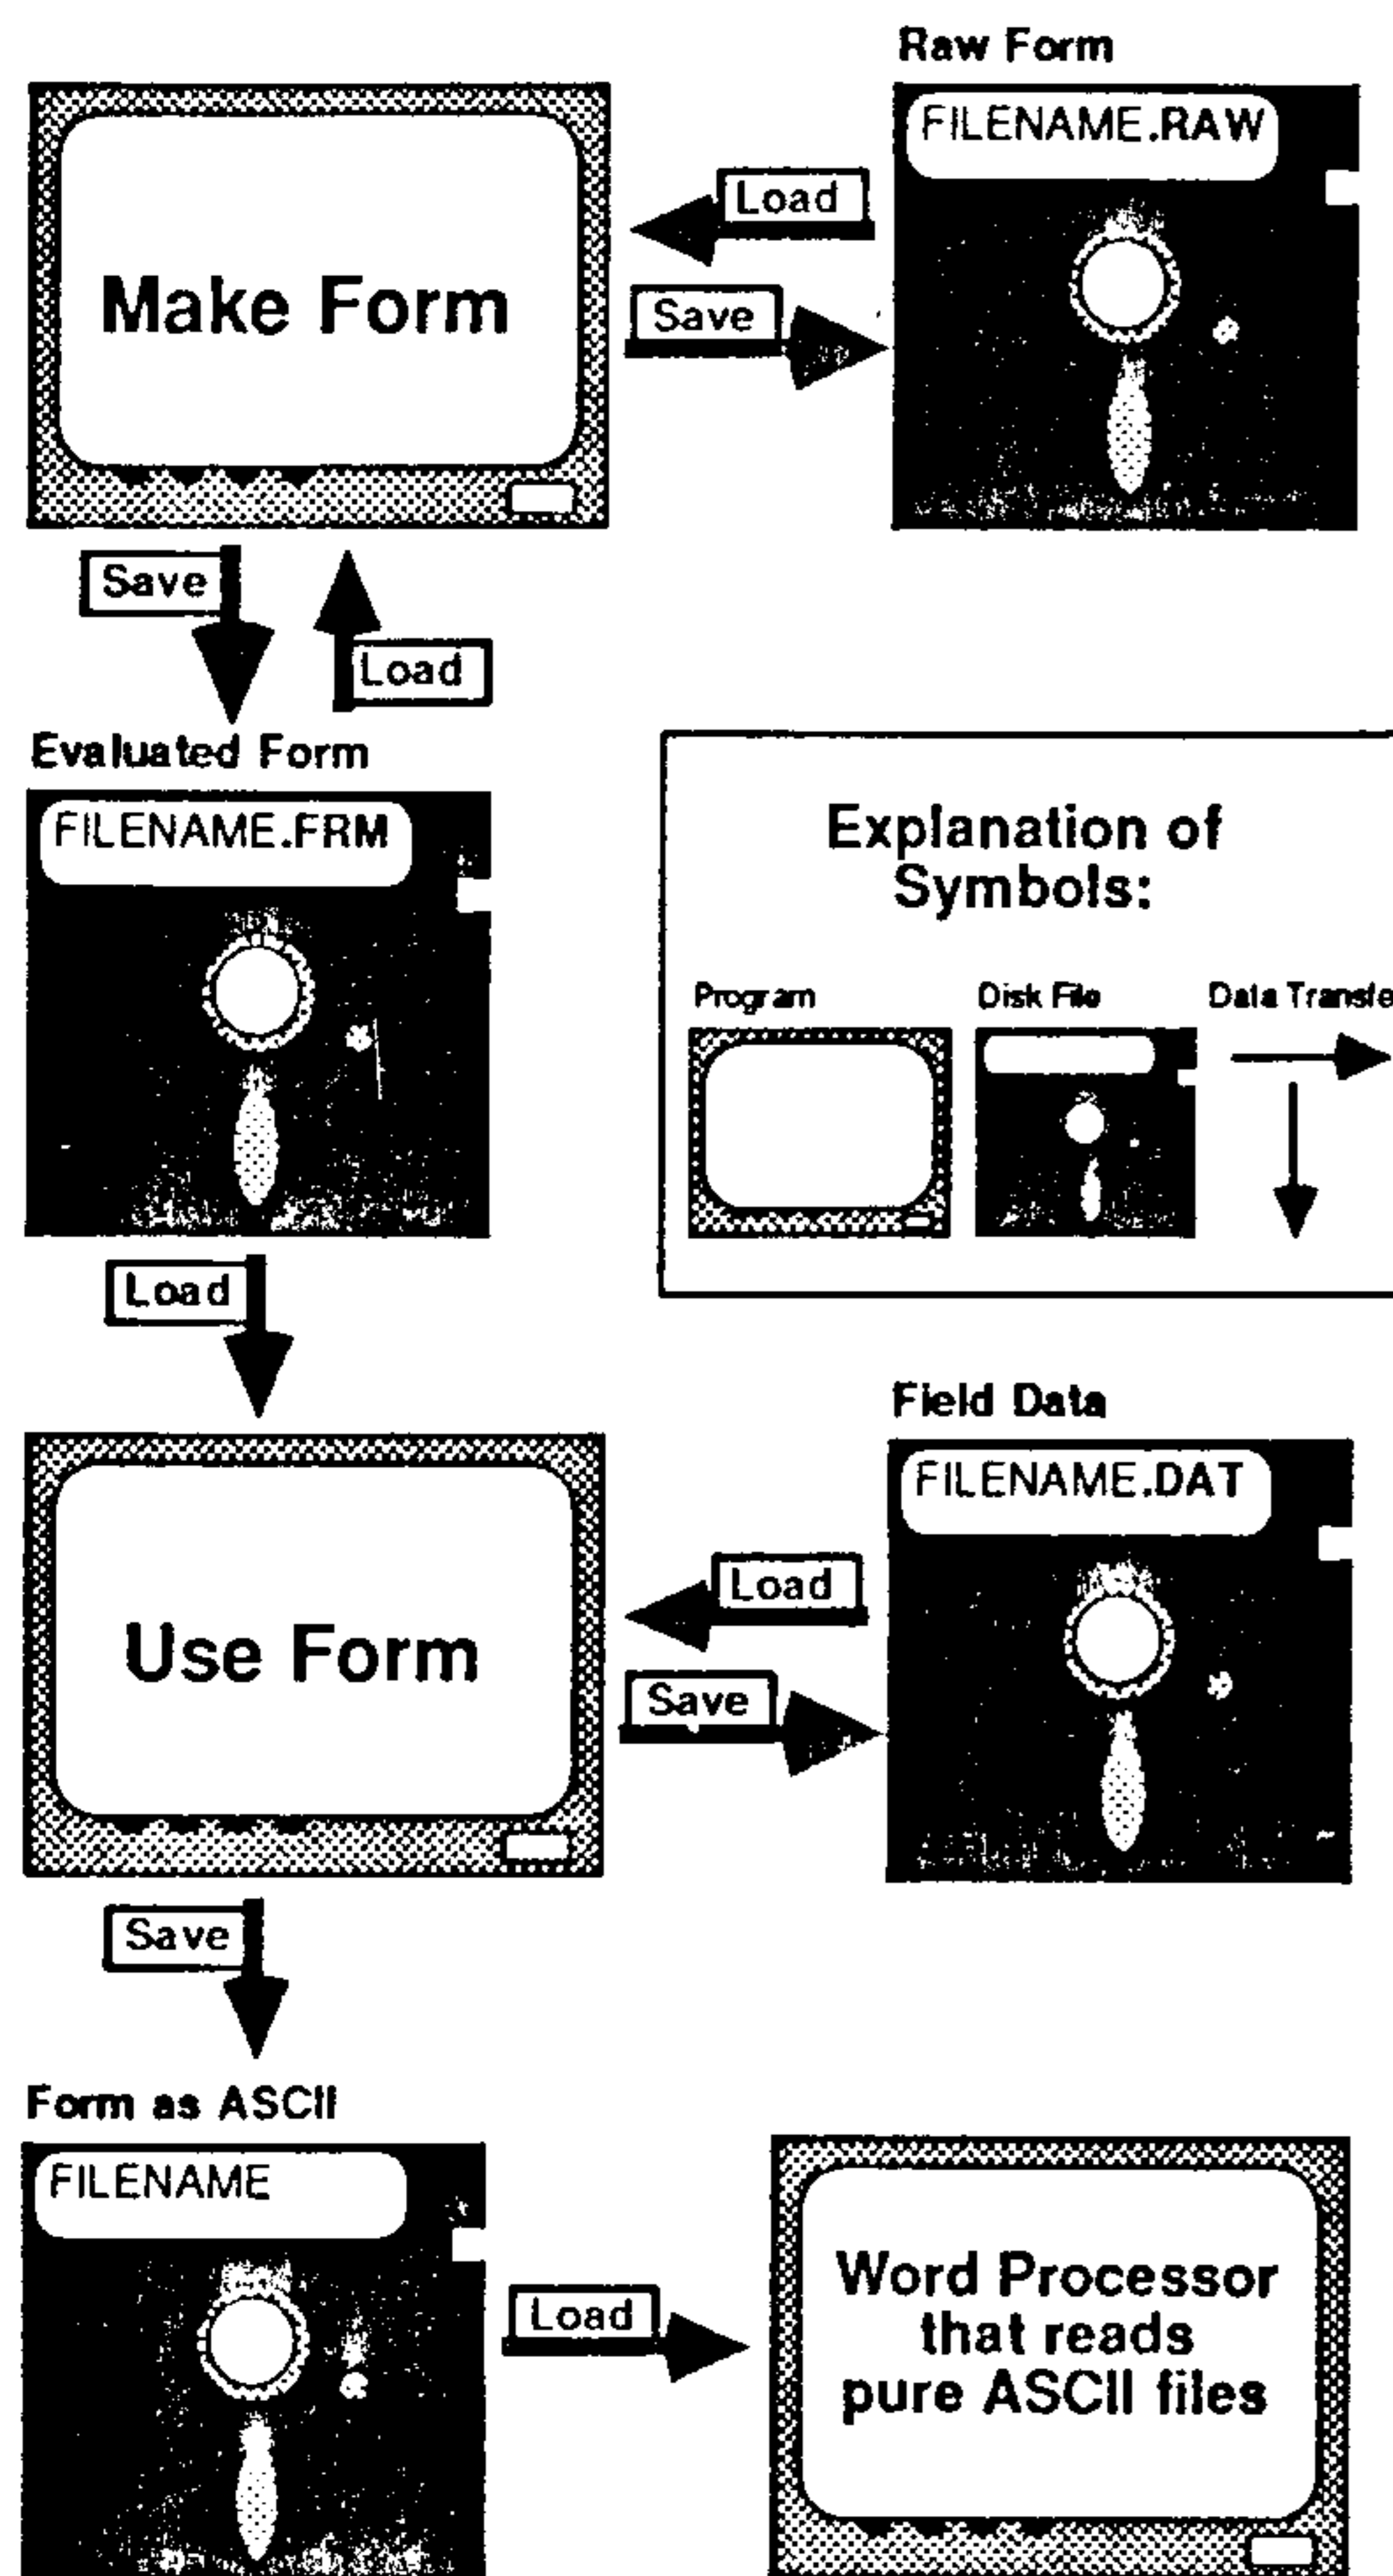 Raw Form
FILENAME.RAW
Load
Make Form
Save
Save
Load
Evaluated Form
FILENAME.FRM
Explanation of
Symbols:
Program
Disk File
Data Transfe
Load
Field Data
FILENAME.DAT
Load
Use Form
Save
Save
Form as ASCII
FILENAME
Load
Word Processor
that reads
pure ASCII files